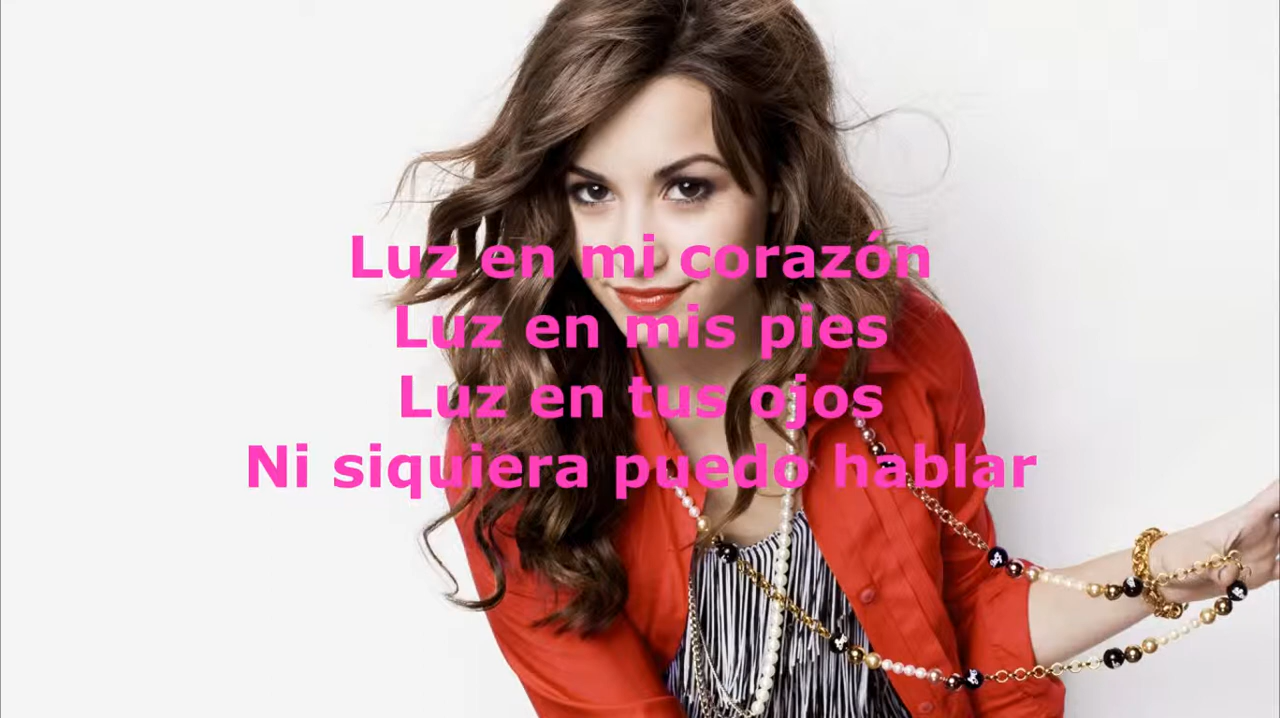 Luz en mi corazón
Luz en mis pies
Luz en tus ojos
Ni siquiera puedo hablar